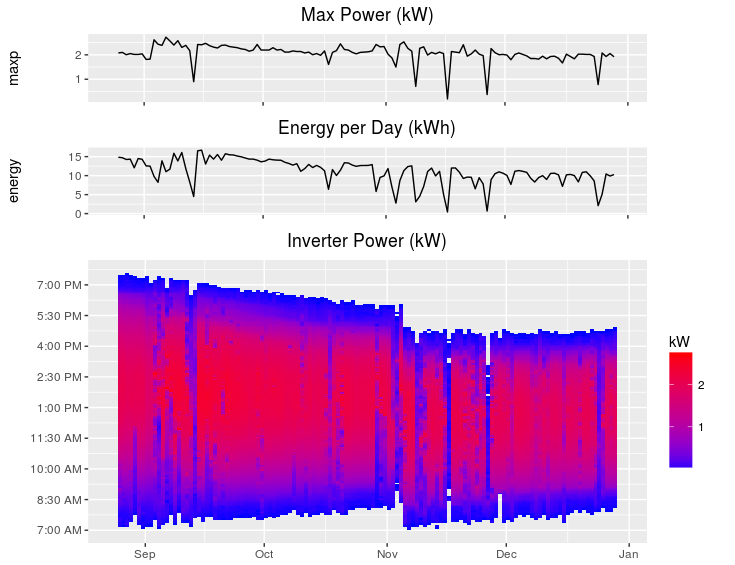 Max Power (kW)
maxp
2
1
Energy per Day (kWh)
energy
15
10
5
0
Inverter Power (kW)
7:00 PM
5:30 PM
4:00 PM
2:30 PM
1:00 PM
11:30 AM
10:00 AM
8:30 AM
7:00 AM
Sep Oct Nov Dec Jan
kW
2
1